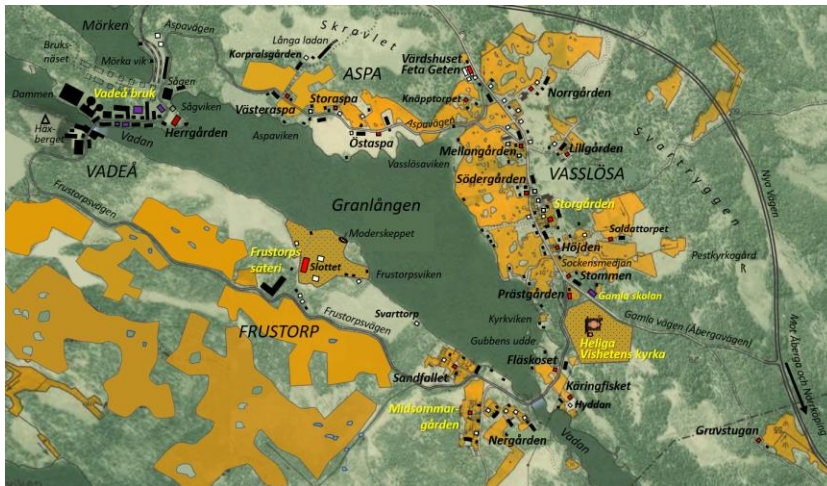 Mörken
Aspavägen
Bruks-
näset
Mörka vik
Långa ladan
Skravlet
Korpralsgården
Sågen
Dammen
Vadeå bruk
Sågviken
Häx-
berget
Vadan
Herrgården
VADEÅ
ASPA
Västeraspa
Storaspa
Aspaviken
Östaspa
Aspavägen
Värdshuset
Feta Geten
Knäpptorpet
Norrgården
Mellangården
Lillgården
Vasslösaviken
Södergården
VASSLÖSA
Svartryggen
Nya Vägen
Frustorpsvägen
Granlången
Storgården
Soldattorpet
Moderskeppet
Höjden
Pestkyrkogård
R
Frustorps
säteri
Slottet
Frustorpsviken
Sockensmedjan
Stommen
Prästgården
Gamla skolan
Frustorpsvägen
Svarttorp
Kyrkviken
Gamla vägen (Åbergavägen)
FRUSTORP
Gubbens udde
Heliga
Vishetens kyrka
Mot Åberga och Norrköping
Sandfallet
Fläskoset
Käringfisket
Hyddan
Midsommar-
gården
Nergården
Vadan
Gravstugan